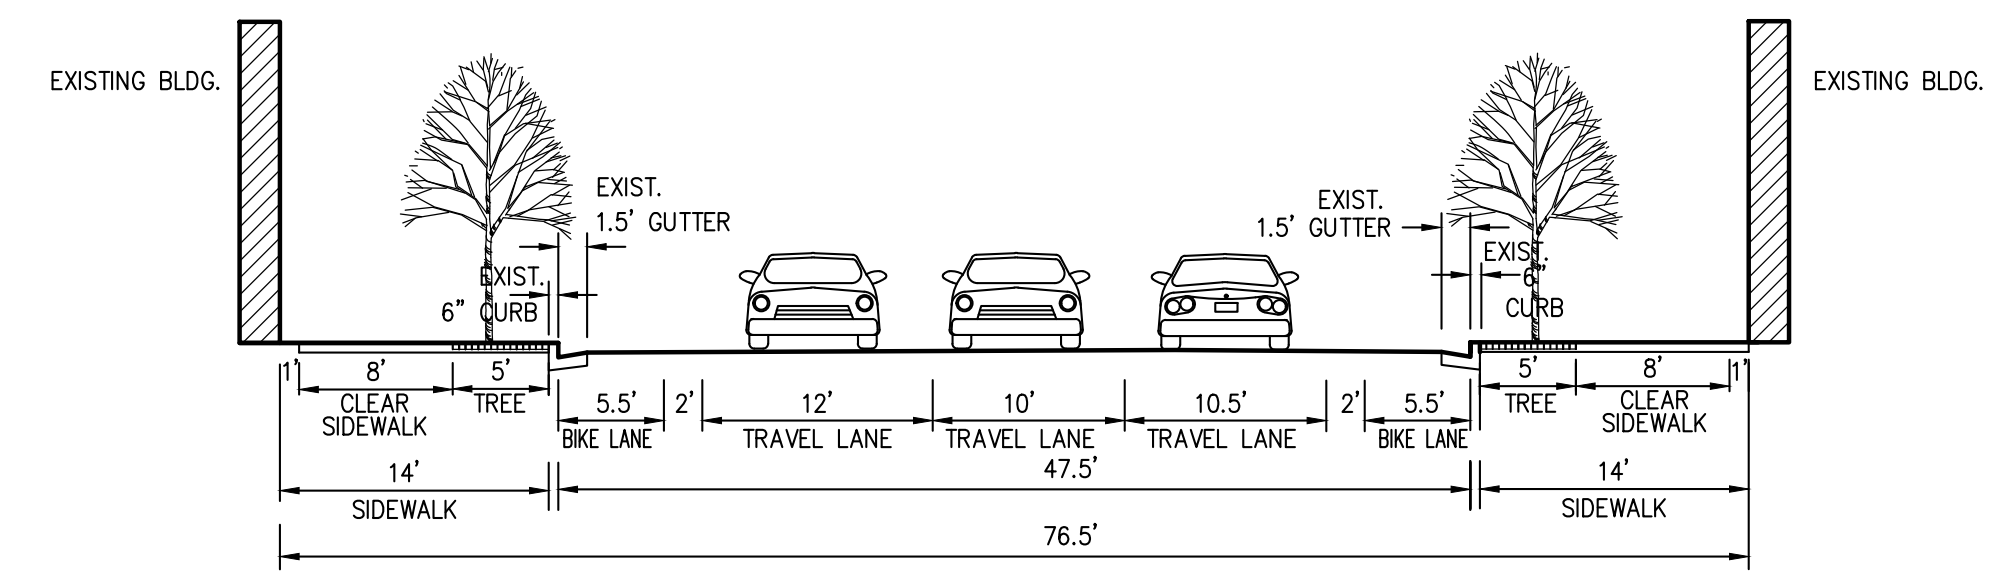 EXISTING BLDG.
EXISTING BLDG.
EXIST.
1.5' GUTTER
EXIST.
1.5' GUTTER
EXIST.
6" CURB
EXIST.
6"
CURB
1'
8'
CLEAR
SIDEWALK
5'
TREE
5.5'
BIKE LANE
2'
12'
TRAVEL LANE
10'
TRAVEL LANE
10.5'
TRAVEL LANE
2'
5.5'
BIKE LANE
5'
TREE
8'
CLEAR
SIDEWALK
1'
14'
SIDEWALK
47.5'
14'
SIDEWALK
76.5'